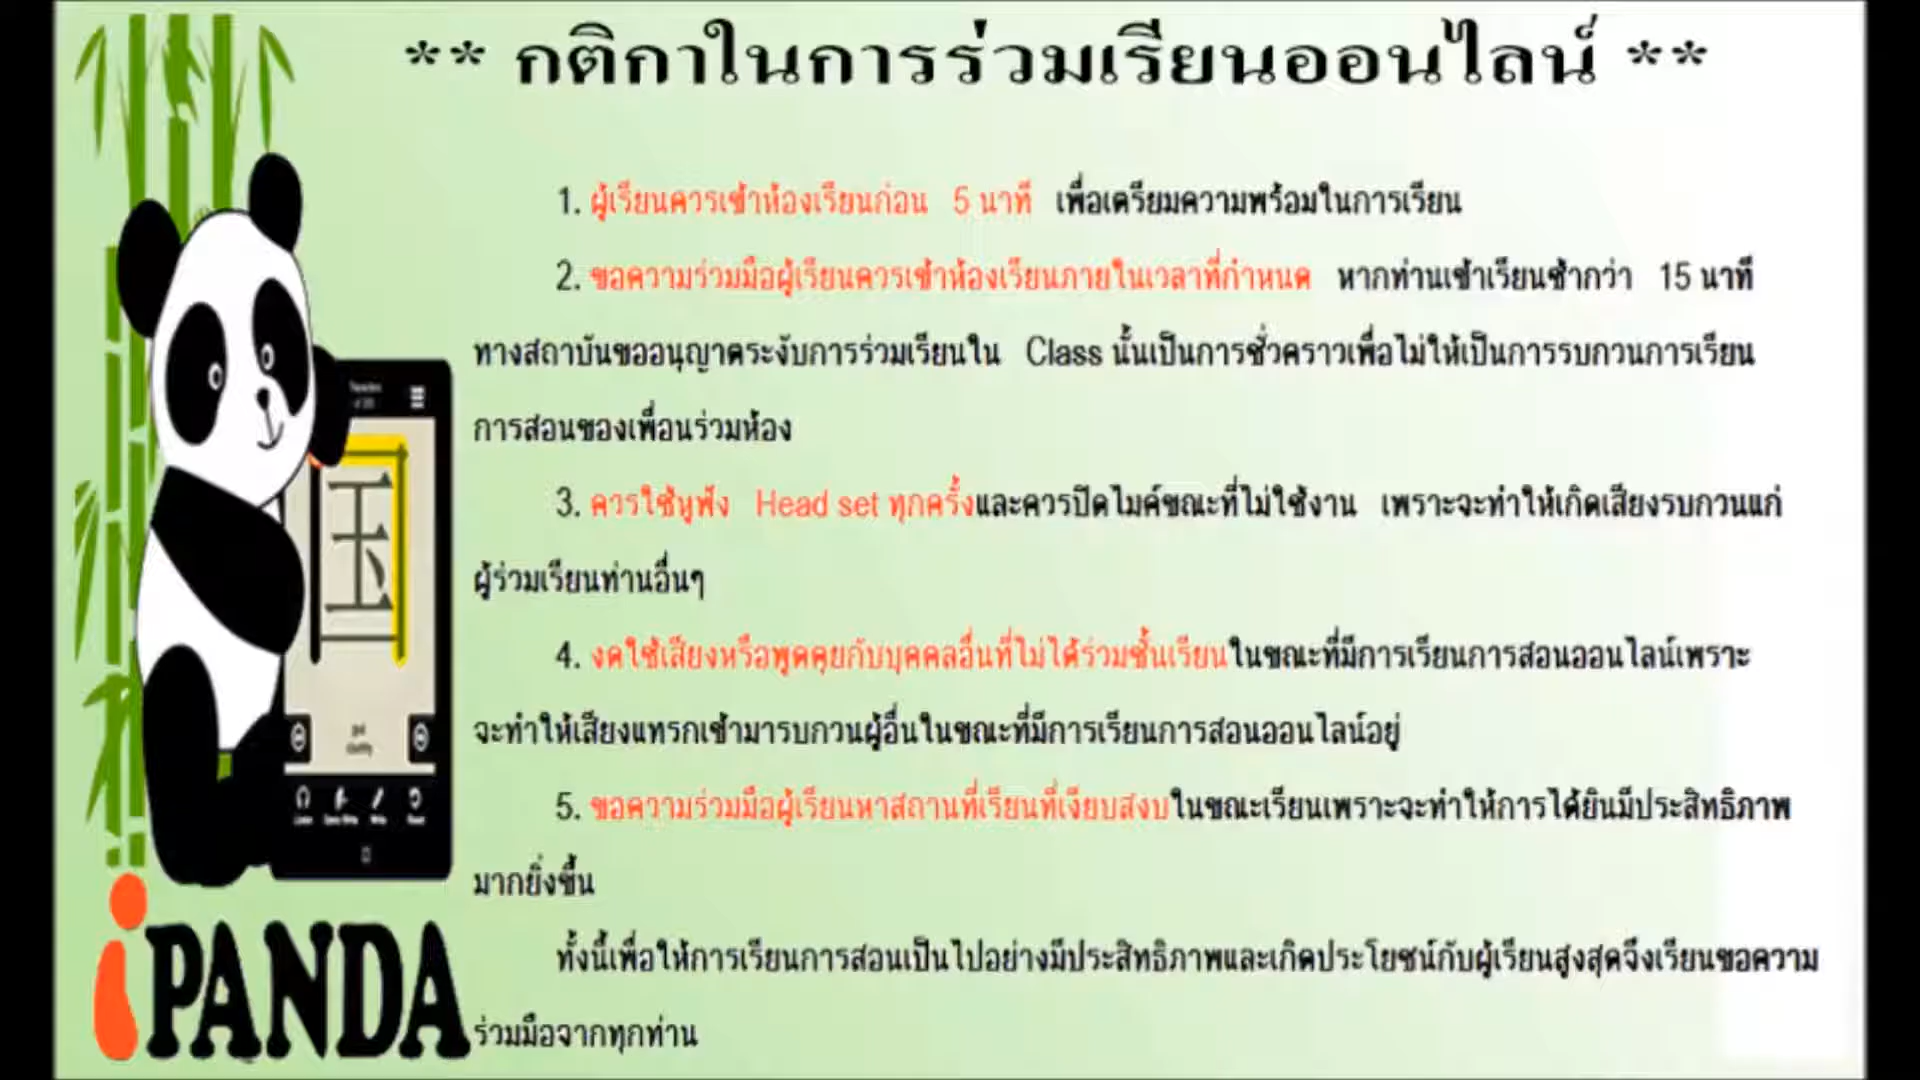 ** กติกาในการร่วมเรียนออนไลน์ **
1. ผู้เรียนควรเข้าห้องเรียนก่อน 5 นาที เพื่อเตรียมความพร้อมในการเรียน
2. ขอความร่วมมือผู้เรียนควรเข้าห้องเรียนภายในเวลาที่กำหนด หากท่านเข้าเรียนช้ากว่า 15 นาที
ทางสถาบันขออนุญาตระงับการร่วมเรียนใน Class นั้นเป็นการชั่วคราวเพื่อไม่ให้เป็นการรบกวนการเรียน
การสอนของเพื่อนร่วมห้อง
3. ควรใช้หูฟัง Head set ทุกครั้งและควรปิดไมค์ขณะที่ไม่ใช้งาน เพราะจะทำให้เกิดเสียงรบกวนแก่
ผู้ร่วมเรียนท่านอื่นๆ
4. งดใช้เสียงหรือพูดคุยกับบุคคลอื่นที่ไม่ได้ร่วมชั้นเรียนในขณะที่มีการเรียนการสอนออนไลน์เพราะ
จะทำให้เสียงแทรกเข้ามารบกวนผู้อื่นในขณะที่มีการเรียนการสอนออนไลน์อยู่
5. ขอความร่วมมือผู้เรียนหาสถานที่เรียนที่เงียบสงบในขณะเรียนเพราะจะทำให้การได้ยินมีประสิทธิภาพ
มากยิ่งขึ้น
ทั้งนี้เพื่อให้การเรียนการสอนเป็นไปอย่างมีประสิทธิภาพและเกิดประโยชน์กับผู้เรียนสูงสุดจึงเรียนขอความ
ร่วมมือจากทุกท่าน
国
iPANDA